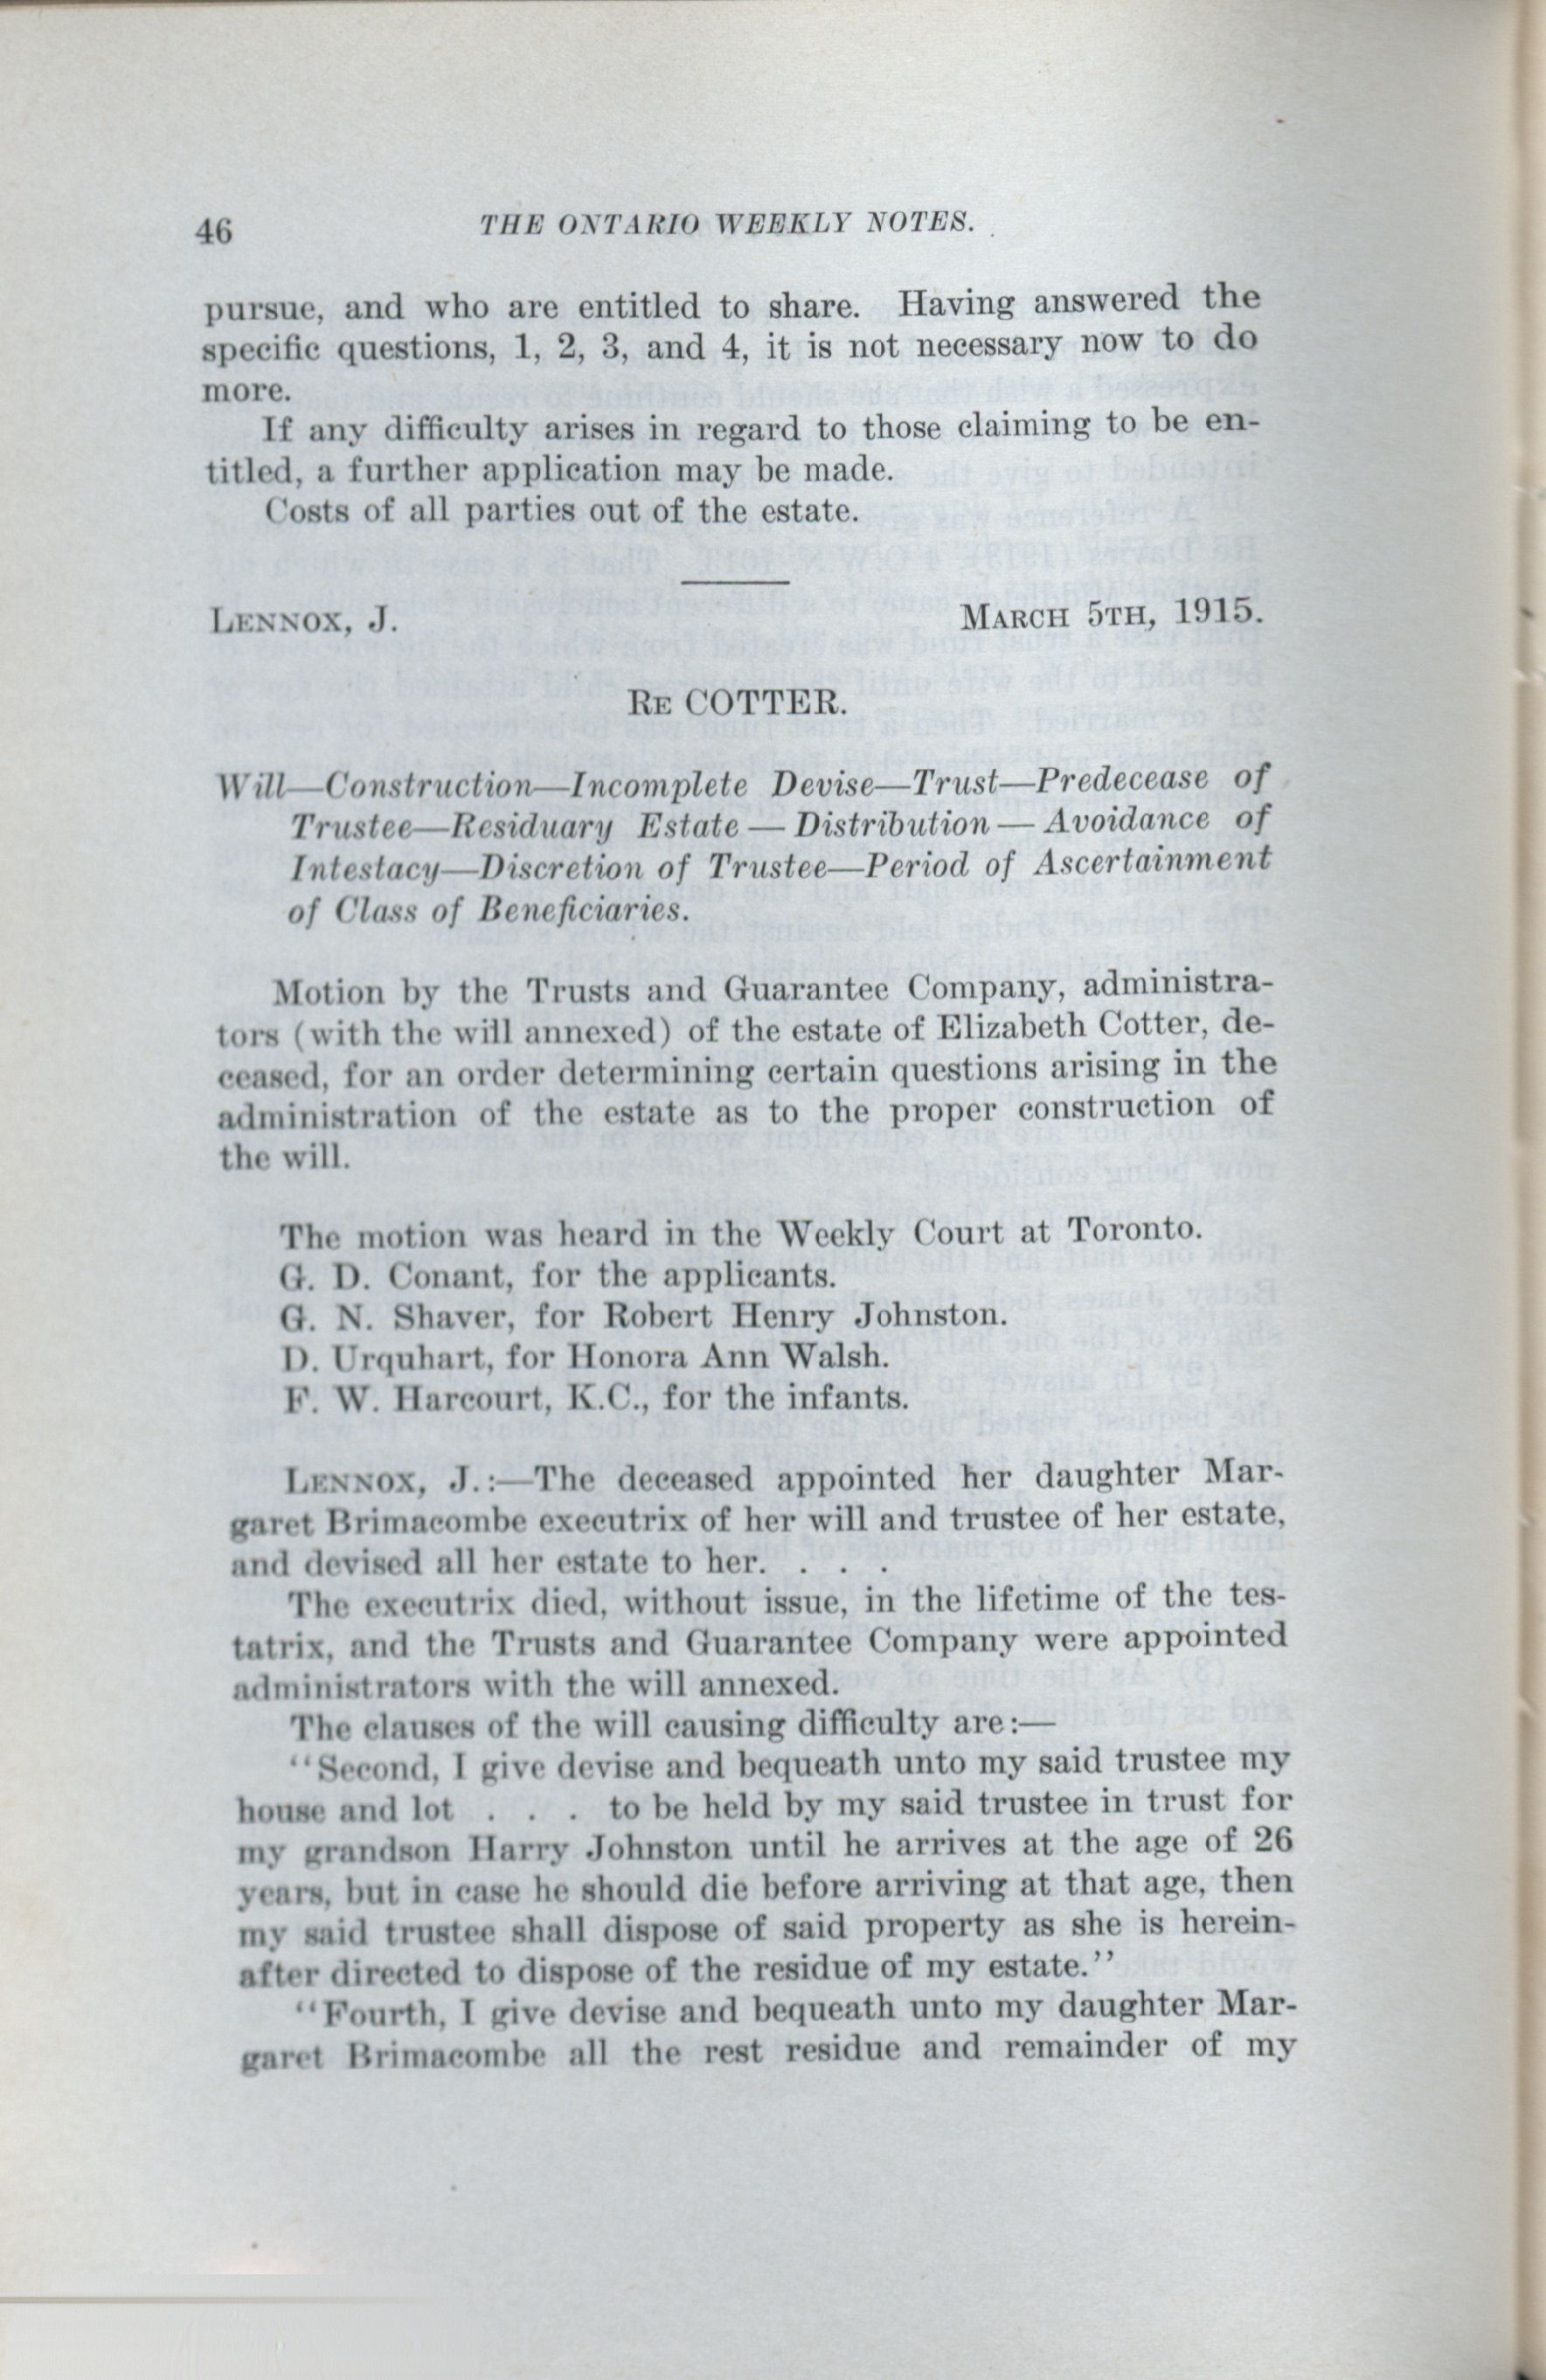 46 THE ONTARIO WEEKLY NOTES.
pursue, and who are entitled to share. Having answered the
specific questions, 1, 2, 3, and 4, it is not necessary now to do
more.
If any difficulty arises in regard to those claiming to be en-
titled, a further application may be made.
Costs of all parties out of the estate.
LENNOX, J. MARCH 5TH, 1915.
RE COTTER.
Will—Construction—Incomplete Devise—Trust—Predecease of
Trustee—Residuary Estate — Distribution — Avoidance of
Intestacy—Discretion of Trustee—Period of Ascertainment
of Class of Beneficiaries.
Motion by the Trusts and Guarantee Company, administra-
tors (with the will annexed) of the estate of Elizabeth Cotter, de-
ceased, for an order determining certain questions arising in the
administration of the estate as to the proper construction of
the will.
The motion was heard in the Weekly Court at Toronto.
G. D. Conant, for the applicants.
G. N. Shaver, for Robert Henry Johnston.
D. Urquhart, for Honora Ann Walsh.
F. W. Harcourt, K.C., for the infants.
LENNOX, J.:—The deceased appointed her daughter Mar-
garet Brimacombe executrix of her will and trustee of her estate,
and devised all her estate to her. . . .
The executrix died, without issue, in the lifetime of the tes-
tatrix, and the Trusts and Guarantee Company were appointed
administrators with the will annexed.
The clauses of the will causing difficulty are:—
"Second, I give devise and bequeath unto my said trustee my
house and lot . . . to be held by my said trustee in trust for
my grandson Harry Johnston until he arrives at the age of 26
years, but in case he should die before arriving at that age, then
my said trustee shall dispose of said property as she is herein-
after directed to dispose of the residue of my estate."
"Fourth, I give devise and bequeath unto my daughter Mar-
garet Brimacombe all the rest residue and remainder of my